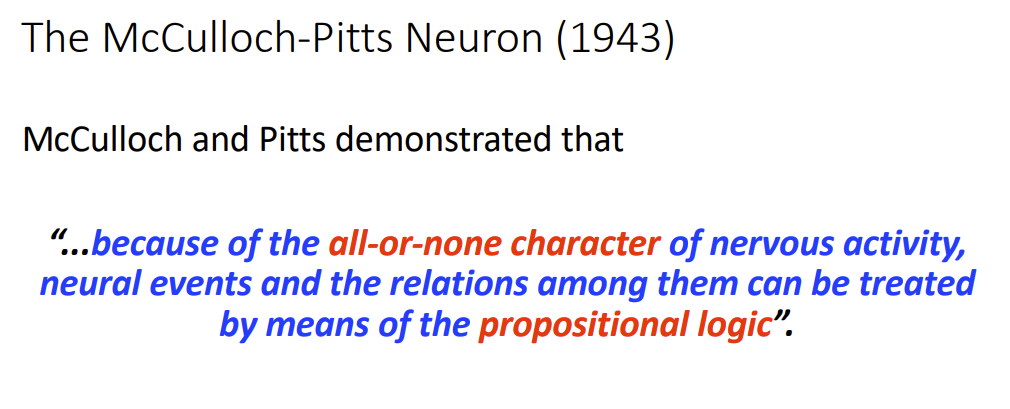 The McCulloch-Pitts Neuron (1943)
McCulloch and Pitts demonstrated that
“...because of the all-or-none character of nervous activity,
neural events and the relations among them can be treated
by means of the propositional logic”.